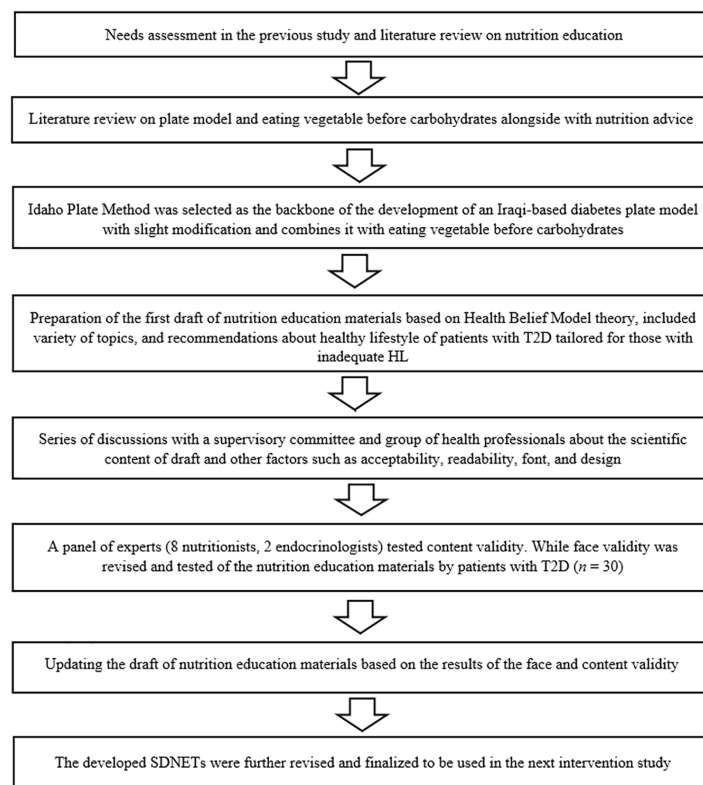 Needs assessment in the previous study and literature review on nutrition education
Literature review on plate model and eating vegetable before carbohydrates alongside with nutrition advice
Idaho Plate Method was selected as the backbone of the development of an Iraqi-based diabetes plate model
with slight modification and combines it with eating vegetable before carbohydrates
Preparation of the first draft of nutrition education materials based on Health Belief Model theory, included
variety of topics, and recommendations about healthy lifestyle of patients with T2D tailored for those with
inadequate HL
Series of discussions with a supervisory committee and group of health professionals about the scientific
content of draft and other factors such as acceptability, readability, font, and design
A panel of experts (8 nutritionists, 2 endocrinologists) tested content validity. While face validity was
revised and tested of the nutrition education materials by patients with T2D (n = 30)
Updating the draft of nutrition education materials based on the results of the face and content validity
The developed SDNETs were further revised and finalized to be used in the next intervention study